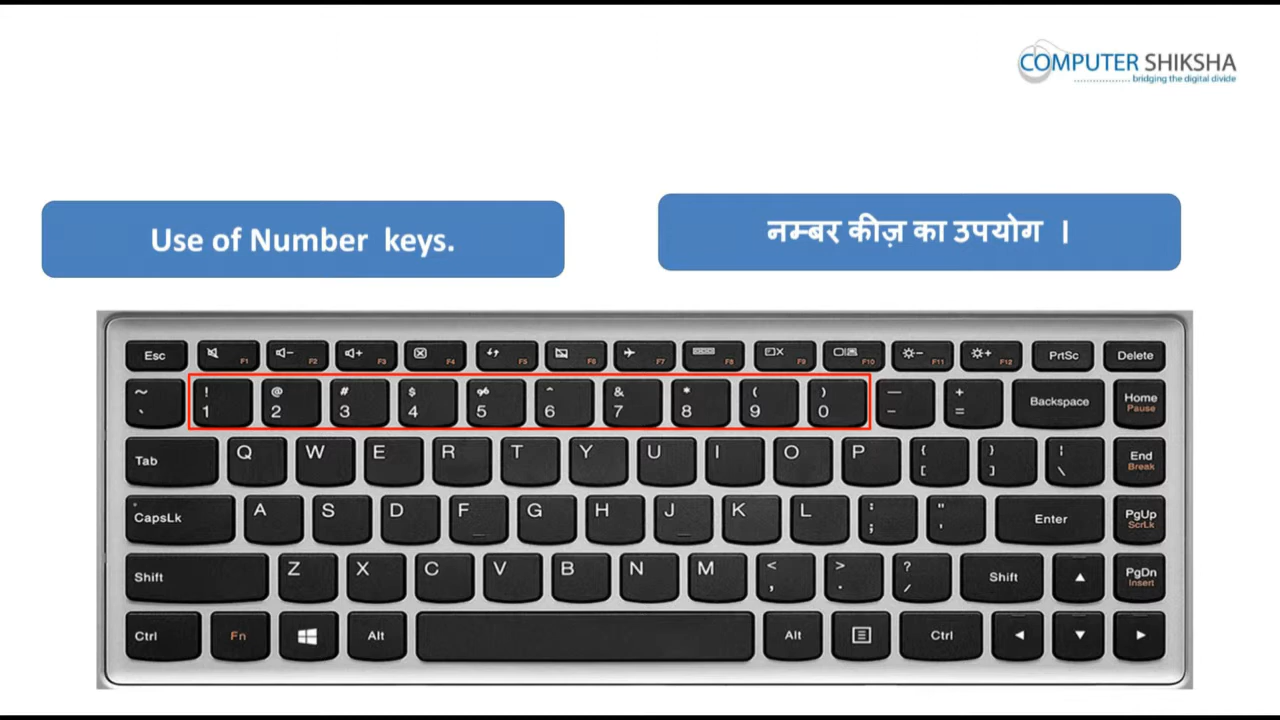 COMPUTER SHIKSHA
bridging the digital divide
Use of Number keys.
नम्बर कीज़ का उपयोग ।
Esc F1 F2 F3 F4 F5 F6 F7 F8 F9 F10 F11 F12 PrtSc Delete
~ ! @ # $ % ^ & * ( ) — +
` 1 2 3 4 5 6 7 8 9 0 - = Backspace Home Pause
Tab Q W E R T Y U I O P { [ } ] ¦ \ End Break
CapsLk A S D F G H J K L : ; " ' Enter PgUp ScrLk
Shift Z X C V B N M < , > . ? / Shift ▲ PgDn Insert
Ctrl Fn Alt Alt Ctrl ◄ ▼ ►